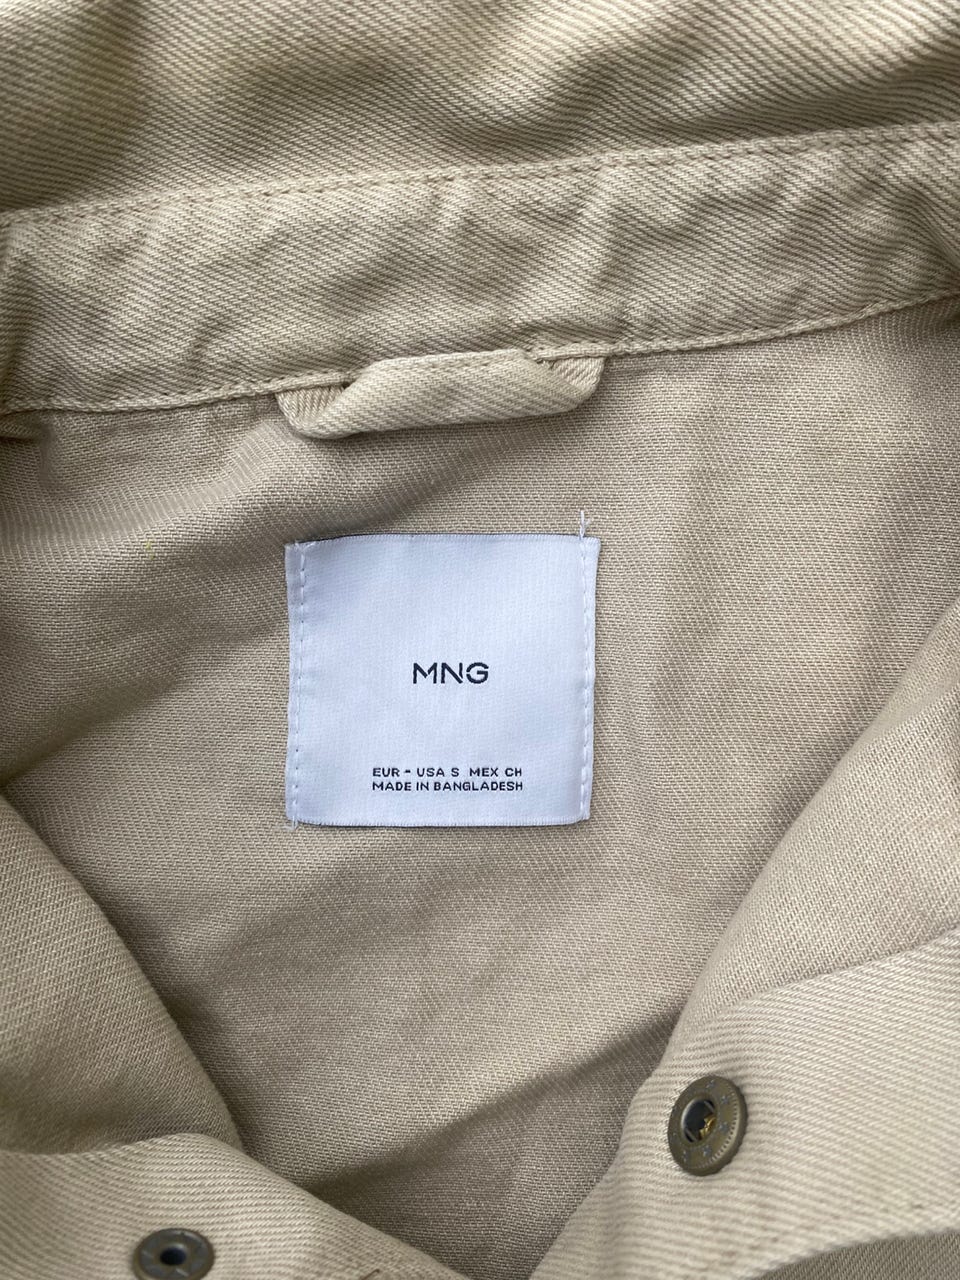 MNG
EUR - USA S MEX CH
MADE IN BANGLADESH